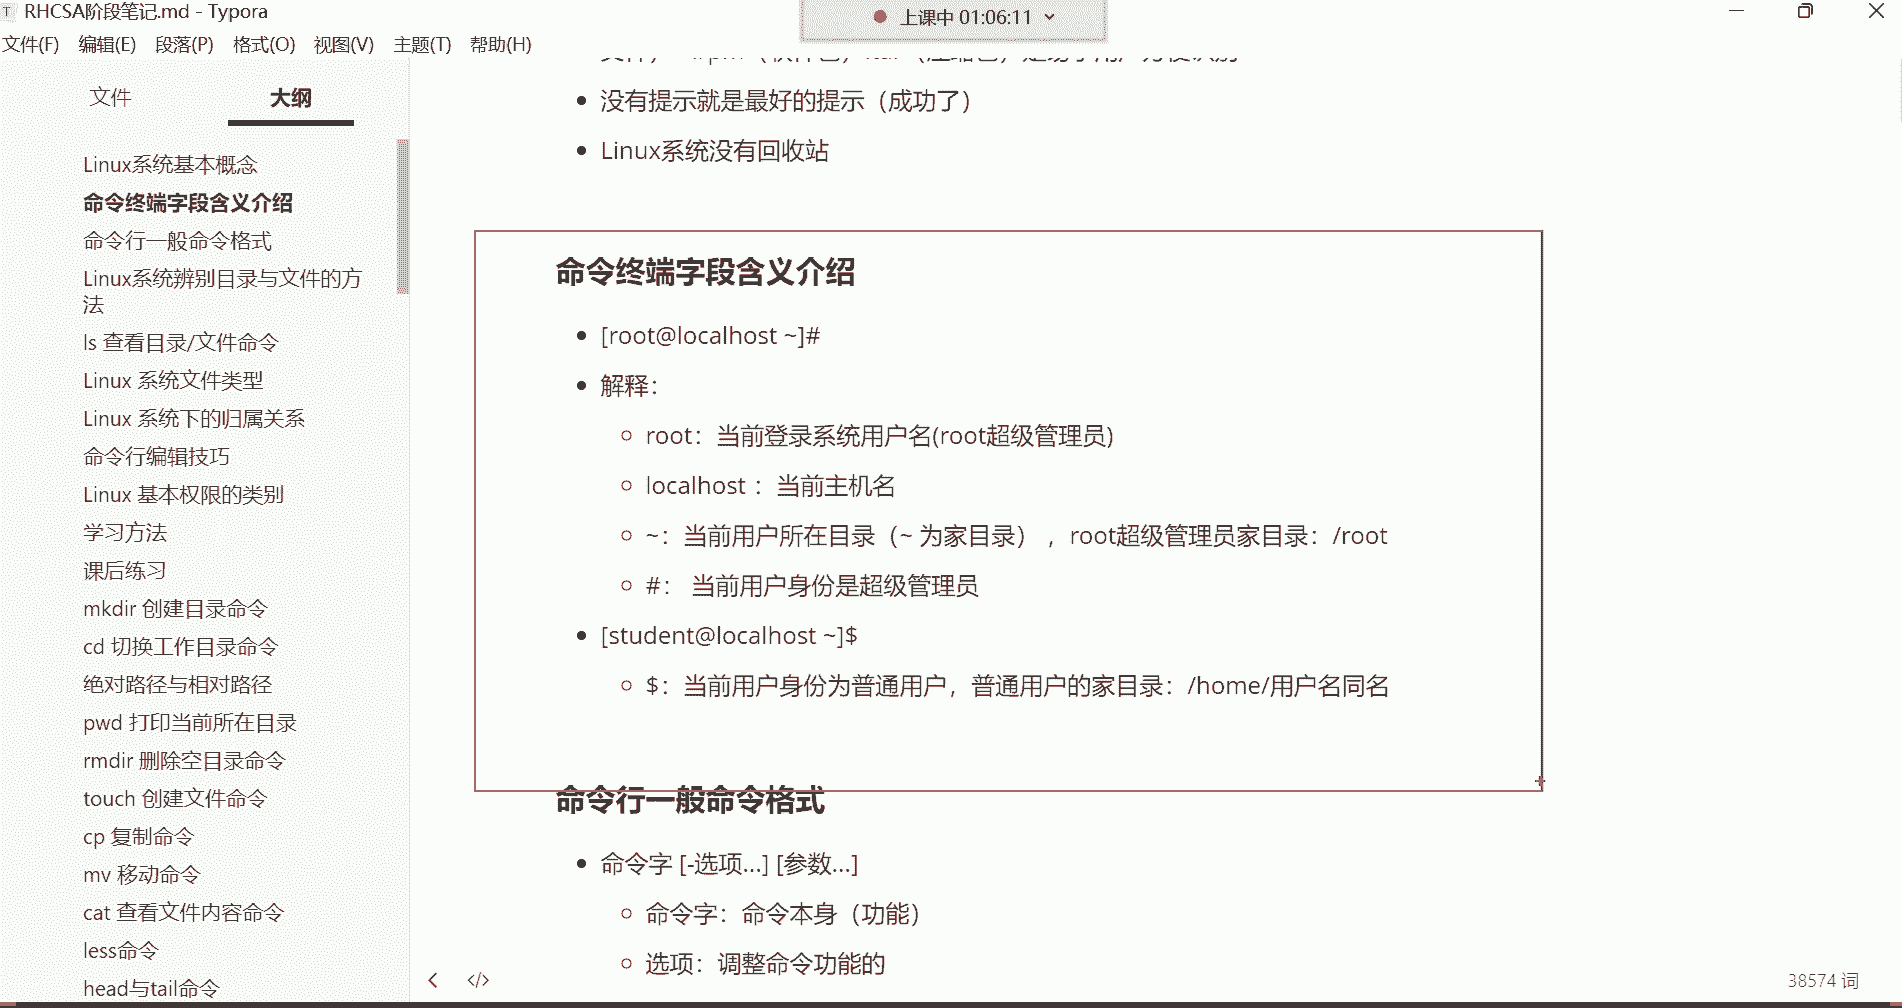 RHCSA阶段笔记.md - Typora
上课中 01:06:11
文件(F) 编辑(E) 段落(P) 格式(O) 视图(V) 主题(T) 帮助(H)
文件 大纲
Linux系统基本概念
命令终端字段含义介绍
命令行一般命令格式
Linux系统辨别目录与文件的方
法
ls 查看目录/文件命令
Linux 系统文件类型
Linux 系统下的归属关系
命令行编辑技巧
Linux 基本权限的类别
学习方法
课后练习
mkdir 创建目录命令
cd 切换工作目录命令
绝对路径与相对路径
pwd 打印当前所在目录
rmdir 删除空目录命令
touch 创建文件命令
cp 复制命令
mv 移动命令
cat 查看文件内容命令
less命令
head与tail命令
没有提示就是最好的提示（成功了）
Linux系统没有回收站
命令终端字段含义介绍
[root@localhost ~]#
解释：
root：当前登录系统用户名(root超级管理员)
localhost ：当前主机名
~：当前用户所在目录（~ 为家目录） ，root超级管理员家目录：/root
#： 当前用户身份是超级管理员
[student@localhost ~]$
$：当前用户身份为普通用户，普通用户的家目录：/home/用户名同名
命令行一般命令格式
命令字 [-选项...] [参数...]
命令字：命令本身（功能）
选项：调整命令功能的
38574 词